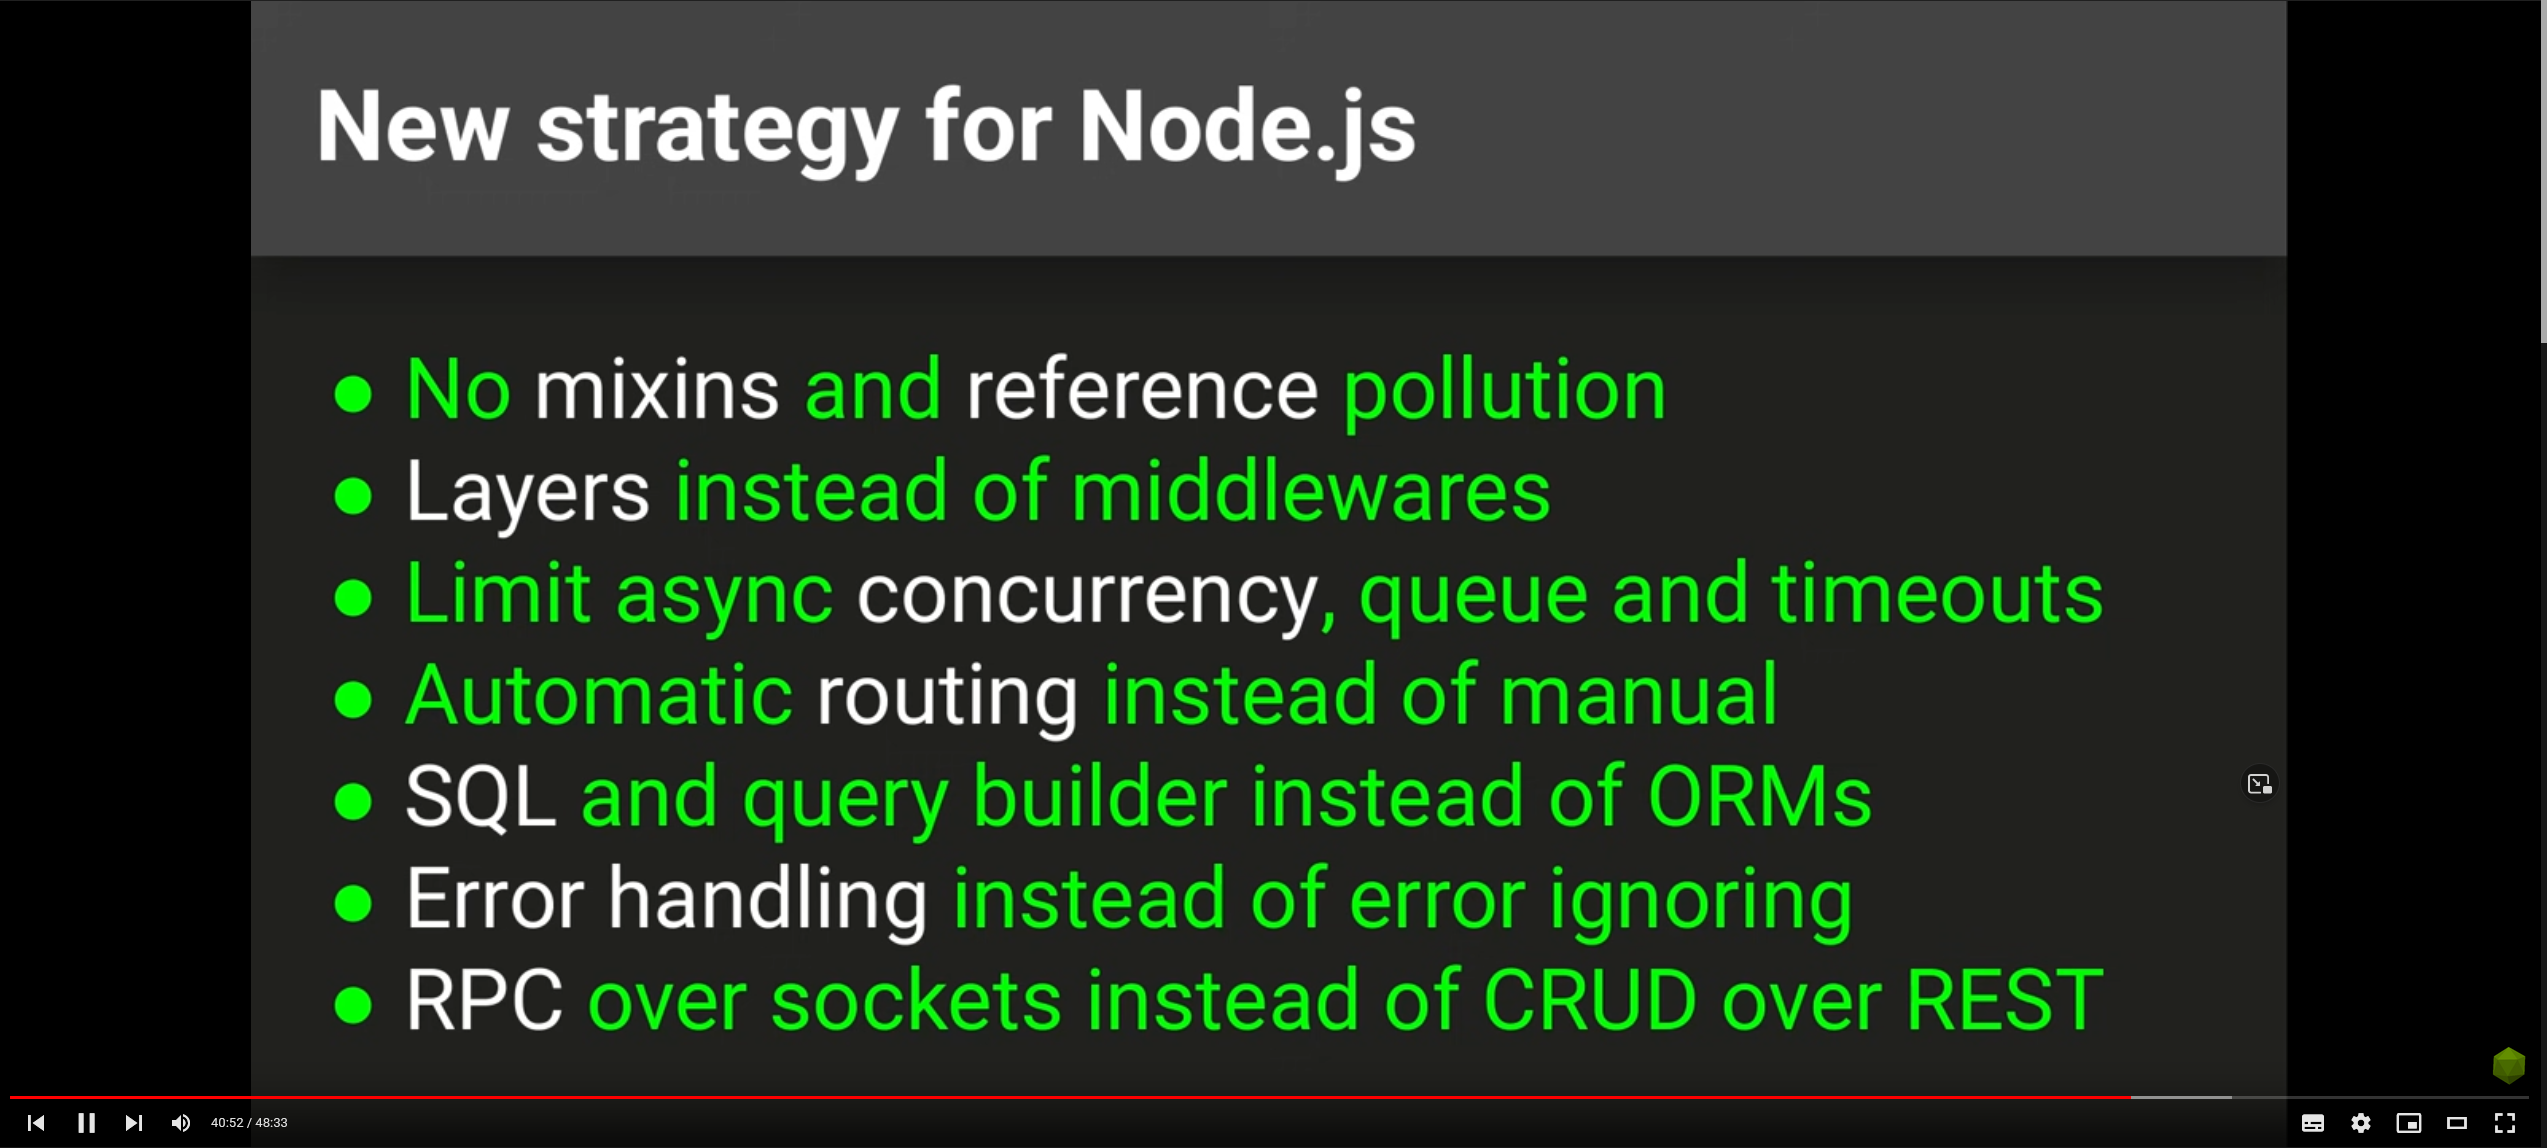 New strategy for Node.js
● No mixins and reference pollution
● Layers instead of middlewares
● Limit async concurrency, queue and timeouts
● Automatic routing instead of manual
● SQL and query builder instead of ORMs
● Error handling instead of error ignoring
● RPC over sockets instead of CRUD over REST
40:52 / 48:33